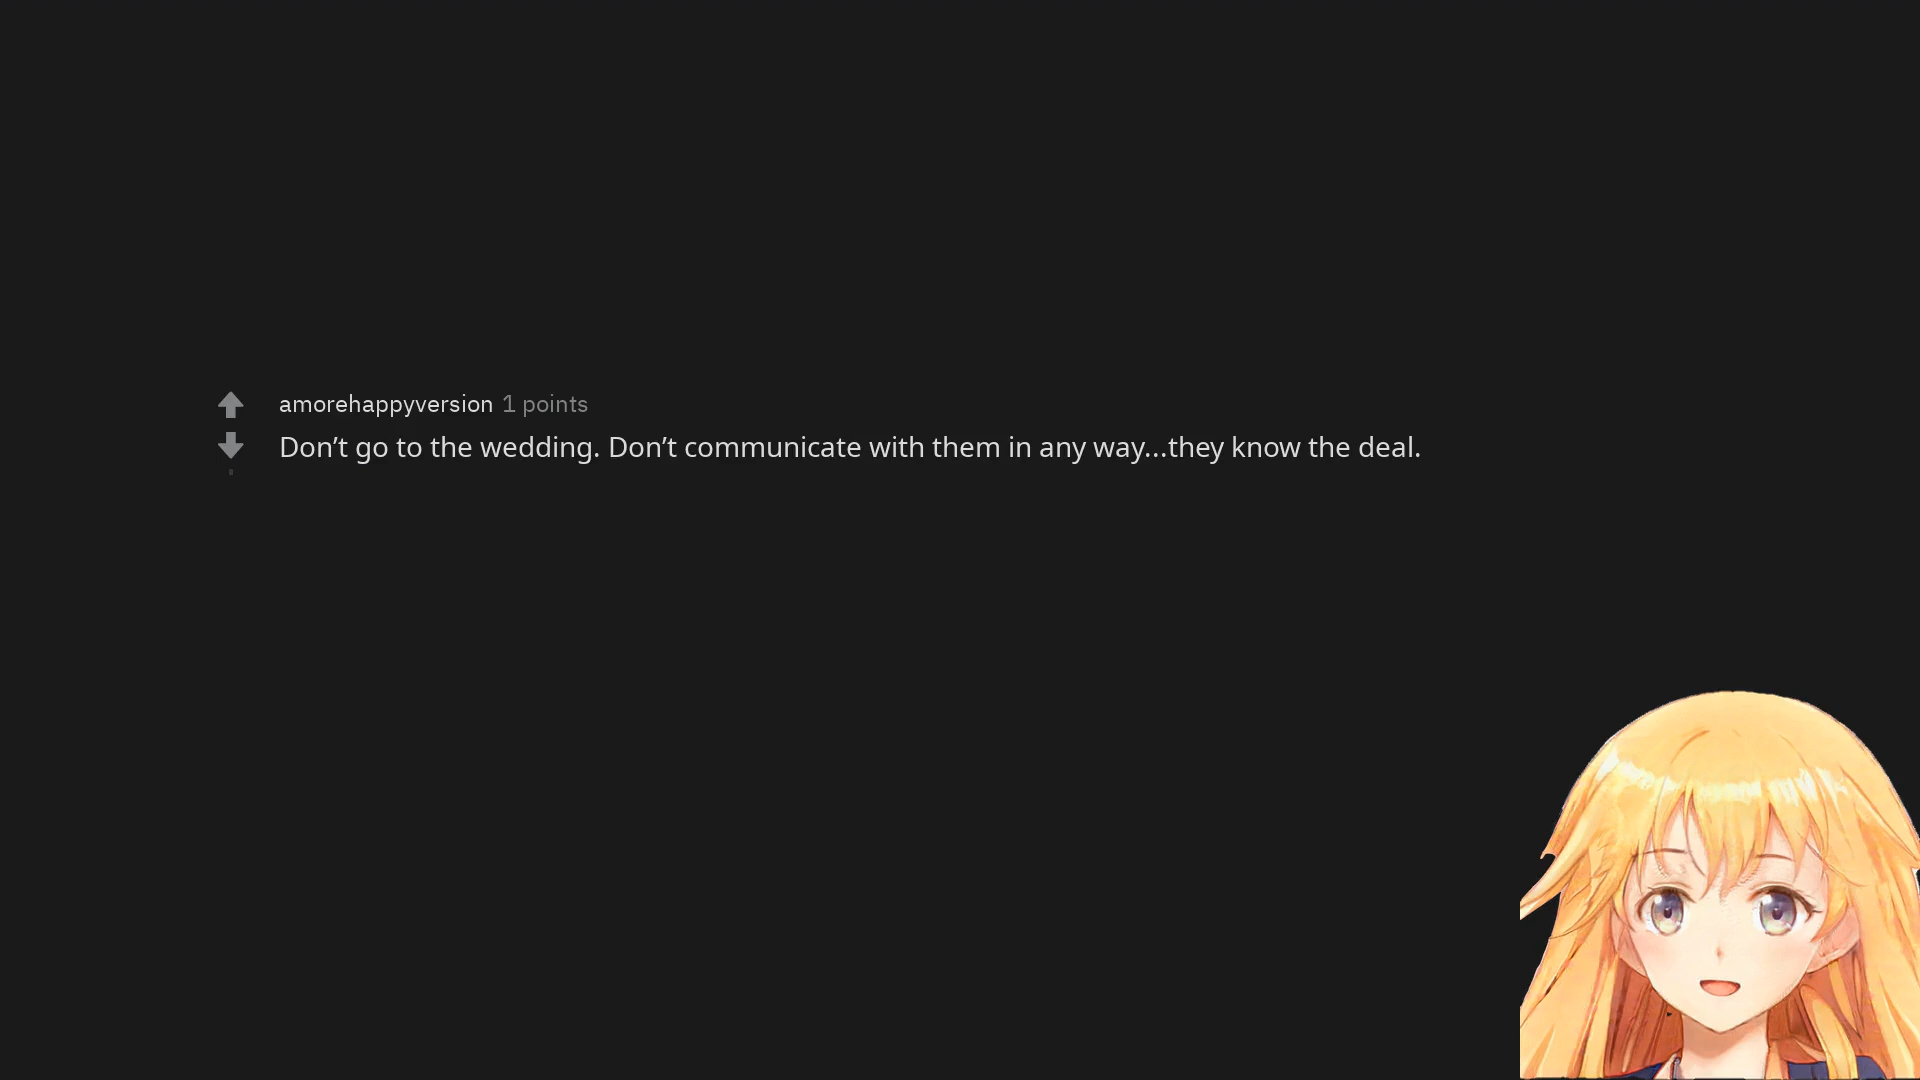 amorehappyversion 1 points
Don’t go to the wedding. Don’t communicate with them in any way...they know the deal.